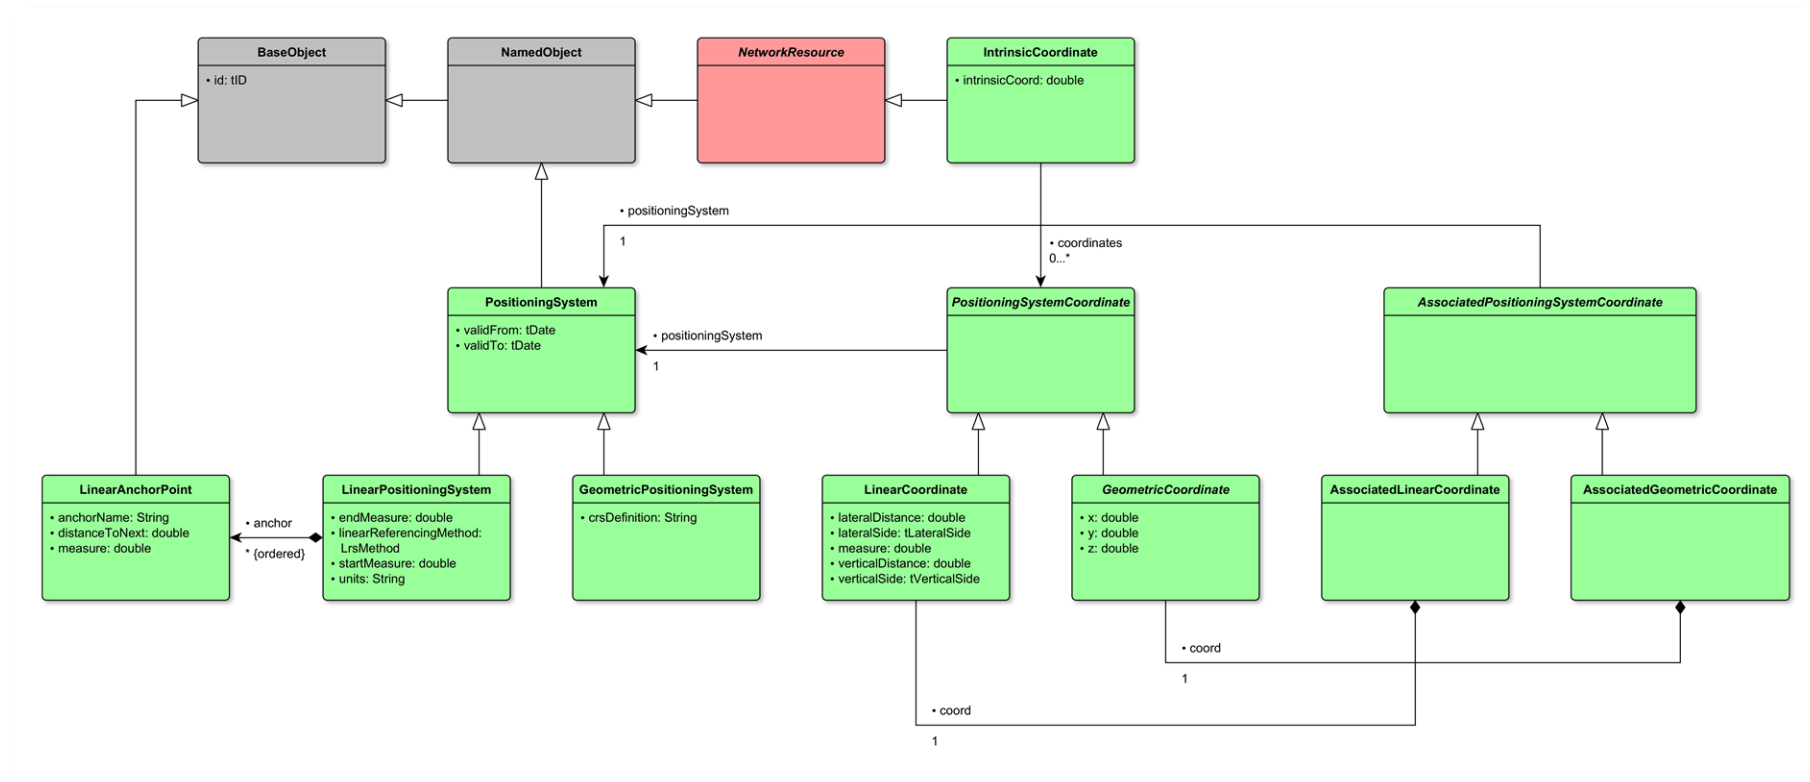 BaseObject
• id: tID
NamedObject
NetworkResource
IntrinsicCoordinate
• intrinsicCoord: double
• positioningSystem
1
• coordinates
0...*
PositioningSystem
• validFrom: tDate
• validTo: tDate
• positioningSystem
1
PositioningSystemCoordinate
AssociatedPositioningSystemCoordinate
LinearAnchorPoint
• anchorName: String
• distanceToNext: double
• measure: double
• anchor
* {ordered}
LinearPositioningSystem
• endMeasure: double
• linearReferencingMethod:
LrsMethod
• startMeasure: double
• units: String
GeometricPositioningSystem
• crsDefinition: String
LinearCoordinate
• lateralDistance: double
• lateralSide: tLateralSide
• measure: double
• verticalDistance: double
• verticalSide: tVerticalSide
GeometricCoordinate
• x: double
• y: double
• z: double
AssociatedLinearCoordinate
AssociatedGeometricCoordinate
• coord
1
• coord
1